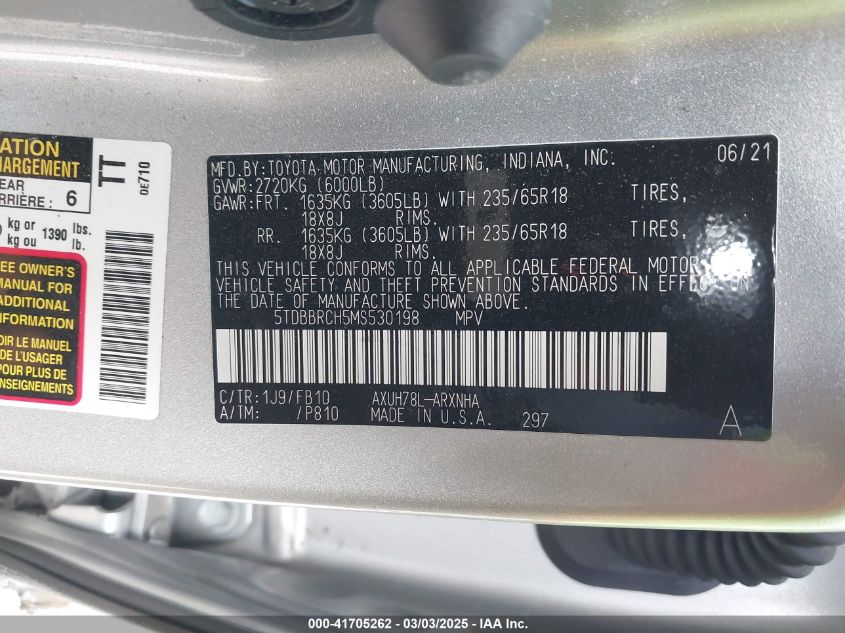 ATION
HARGEMENT
EAR
ARRIÈRE: 6
kg or 1390 lbs.
kg ou lb.
EE OWNER'S
MANUAL FOR
ADDITIONAL
INFORMATION
OIR LE MANUEL
DE L'USAGER
POUR PLUS DE
NSEIGNEMENTS
TT
0E710
MFD.BY:TOYOTA MOTOR MANUFACTURING, INDIANA, INC. 06/21
GVWR:2720KG (6000LB)
GAWR:FRT. 1635KG (3605LB) WITH 235/65R18 TIRES,
18X8J RIMS.
RR. 1635KG (3605LB) WITH 235/65R18 TIRES,
18X8J RIMS.
THIS VEHICLE CONFORMS TO ALL APPLICABLE FEDERAL MOTOR
VEHICLE SAFETY AND THEFT PREVENTION STANDARDS IN EFFECT ON
THE DATE OF MANUFACTURE SHOWN ABOVE.
5TDBBRCH5MS530198 MPV
C/TR:1J9/FB10 AXUH78L-ARXNHA
A/TM: /P810 MADE IN U.S.A. 297 A
000-41705262 - 03/03/2025 - IAA Inc.